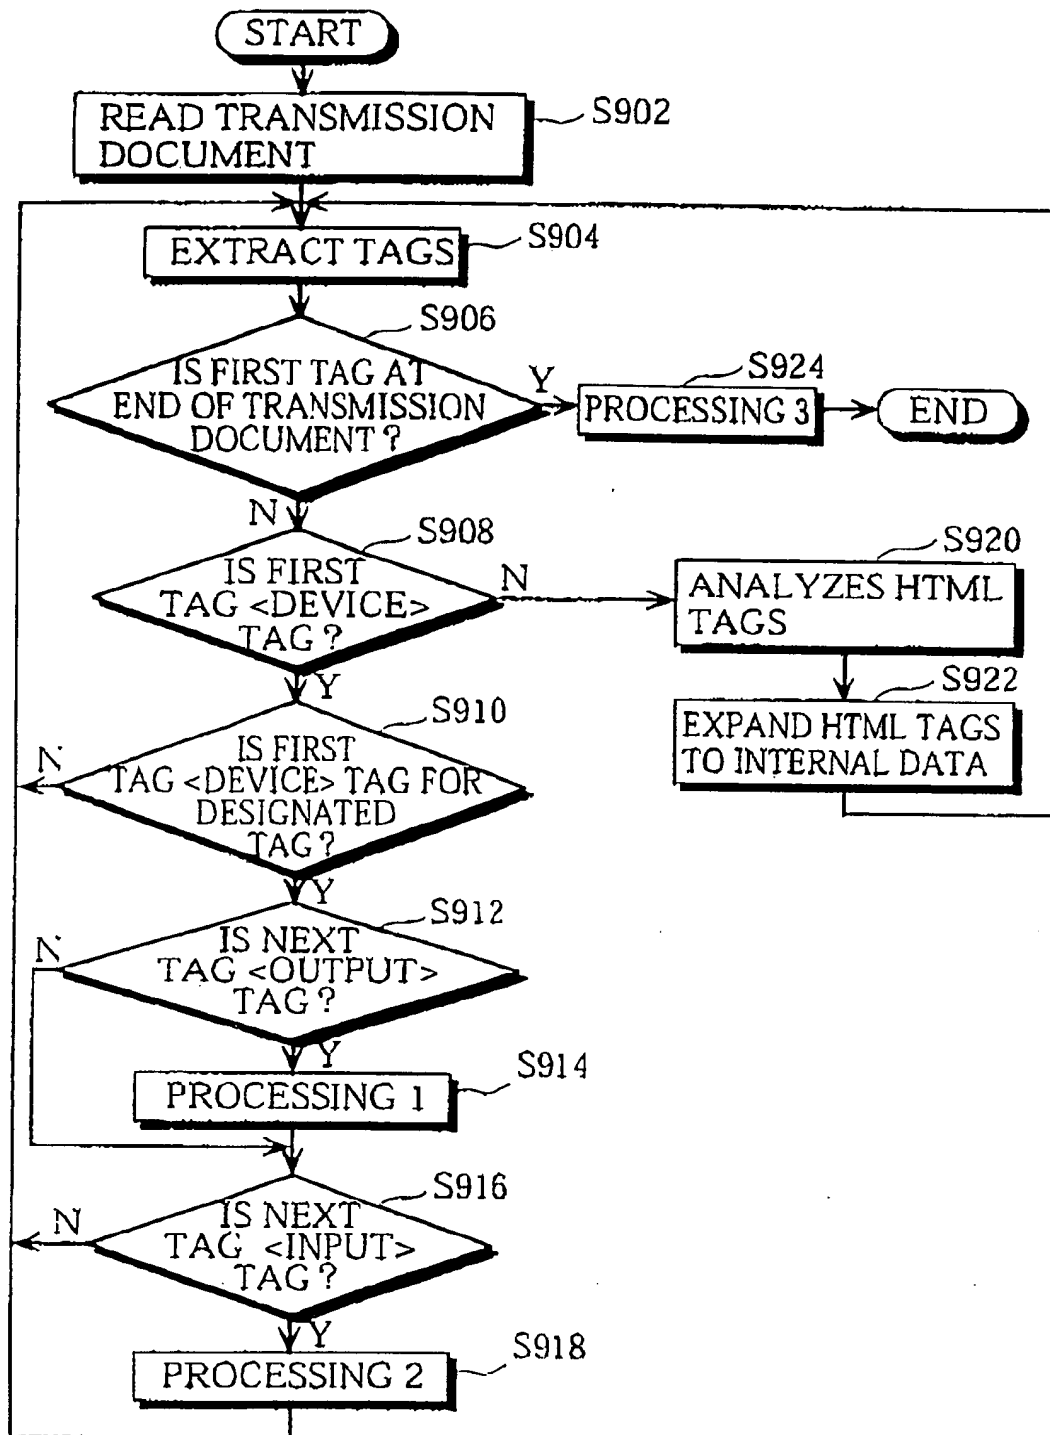 START
READ TRANSMISSION
DOCUMENT
S902
EXTRACT TAGS
S904
S906
IS FIRST TAG AT
END OF TRANSMISSION
DOCUMENT ?
Y
S924
PROCESSING 3
END
N
S908
IS FIRST
TAG <DEVICE>
TAG ?
N
S920
ANALYZES HTML
TAGS
Y
S922
EXPAND HTML TAGS
TO INTERNAL DATA
S910
IS FIRST
TAG <DEVICE> TAG FOR
DESIGNATED
TAG ?
N
Y
S912
IS NEXT
TAG <OUTPUT>
TAG ?
N
Y
S914
PROCESSING 1
S916
IS NEXT
TAG <INPUT>
TAG ?
N
Y
S918
PROCESSING 2